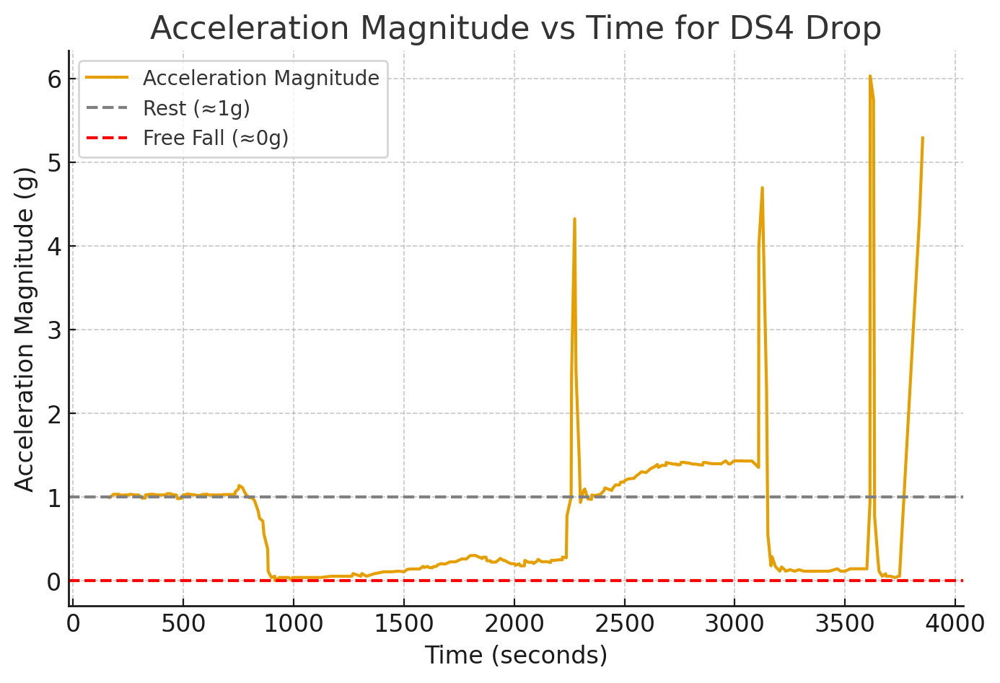 Acceleration Magnitude vs Time for DS4 Drop
Acceleration Magnitude
Rest (≈1g)
Free Fall (≈0g)
Acceleration Magnitude (g)
6
5
4
3
2
1
0
0 500 1000 1500 2000 2500 3000 3500 4000
Time (seconds)